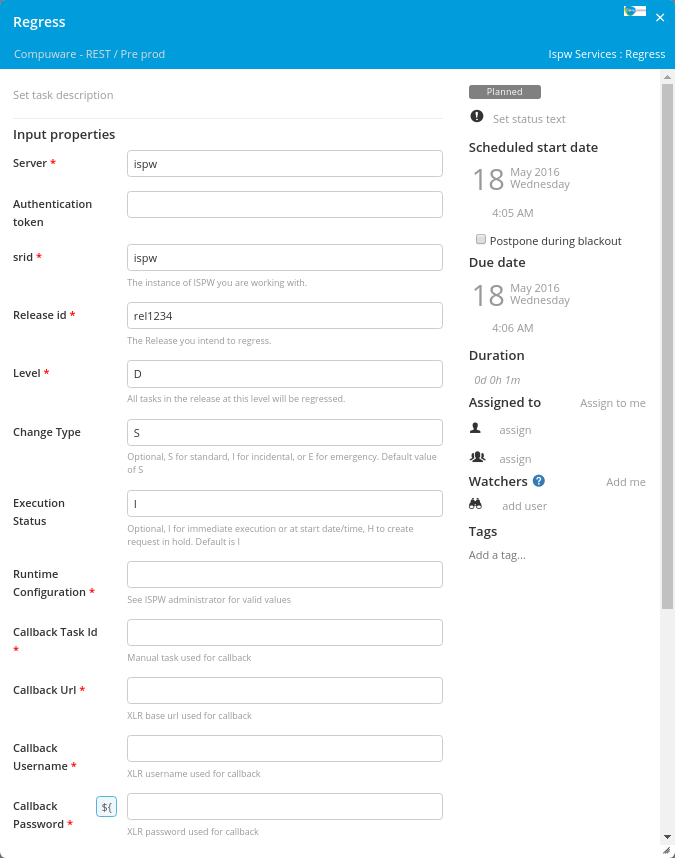 Regress
×
Compuware - REST / Pre prod
Ispw Services : Regress
Set task description
Input properties
Server *
ispw
Authentication
token
srid *
ispw
The instance of ISPW you are working with.
Release id *
rel1234
The Release you intend to regress.
Level *
D
All tasks in the release at this level will be regressed.
Change Type
S
Optional, S for standard, I for incidental, or E for emergency. Default value
of S
Execution
Status
I
Optional, I for immediate execution or at start date/time, H to create
request in hold. Default is I
Runtime
Configuration *
See ISPW administrator for valid values
Callback Task Id
*
Manual task used for callback
Callback Url *
XLR base url used for callback
Callback
Username *
XLR username used for callback
Callback
Password *
${
XLR password used for callback
Planned
Set status text
Scheduled start date
18
May 2016
Wednesday
4:05 AM
Postpone during blackout
Due date
18
May 2016
Wednesday
4:06 AM
Duration
0d 0h 1m
Assigned to
Assign to me
assign
assign
Watchers ?
Add me
add user
Tags
Add a tag...